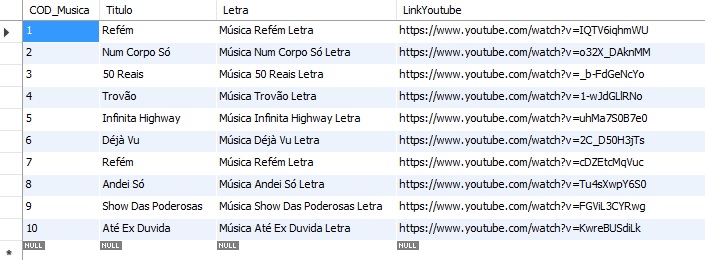 COD_Musica Titulo Letra LinkYoutube
1 Refém Música Refém Letra https://www.youtube.com/watch?v=IQTV6iqhmWU
2 Num Corpo Só Música Num Corpo Só Letra https://www.youtube.com/watch?v=o32X_DAknMM
3 50 Reais Música 50 Reais Letra https://www.youtube.com/watch?v=_b-FdGeNcYo
4 Trovão Música Trovão Letra https://www.youtube.com/watch?v=1-wJdGLlRNo
5 Infinita Highway Música Infinita Highway Letra https://www.youtube.com/watch?v=uhMa7S0B7e0
6 Déjà Vu Música Déjà Vu Letra https://www.youtube.com/watch?v=2C_D50H3jTs
7 Refém Música Refém Letra https://www.youtube.com/watch?v=cDZEtcMqVuc
8 Andei Só Música Andei Só Letra https://www.youtube.com/watch?v=Tu4sXwpY6S0
9 Show Das Poderosas Música Show Das Poderosas Letra https://www.youtube.com/watch?v=FGViL3CYRwg
10 Até Ex Duvida Música Até Ex Duvida Letra https://www.youtube.com/watch?v=KwreBUSdiLk
NULL NULL NULL NULL